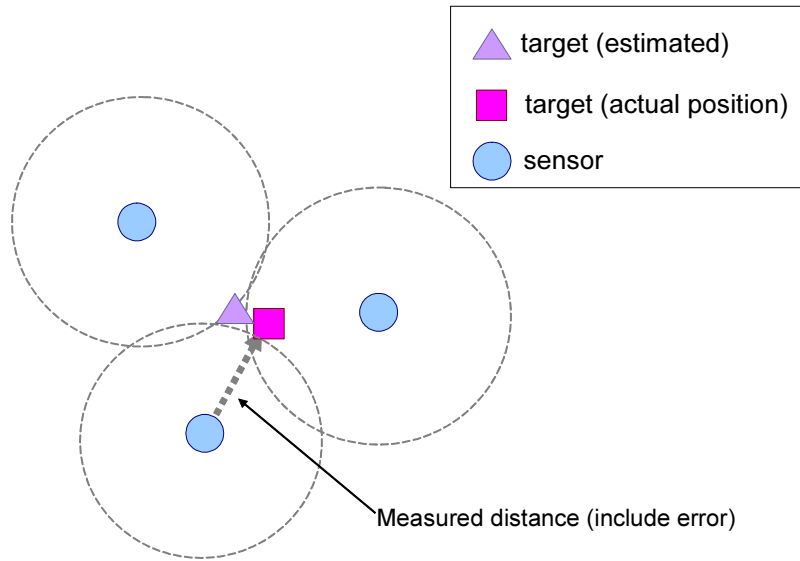 target (estimated)
target (actual position)
sensor
Measured distance (include error)